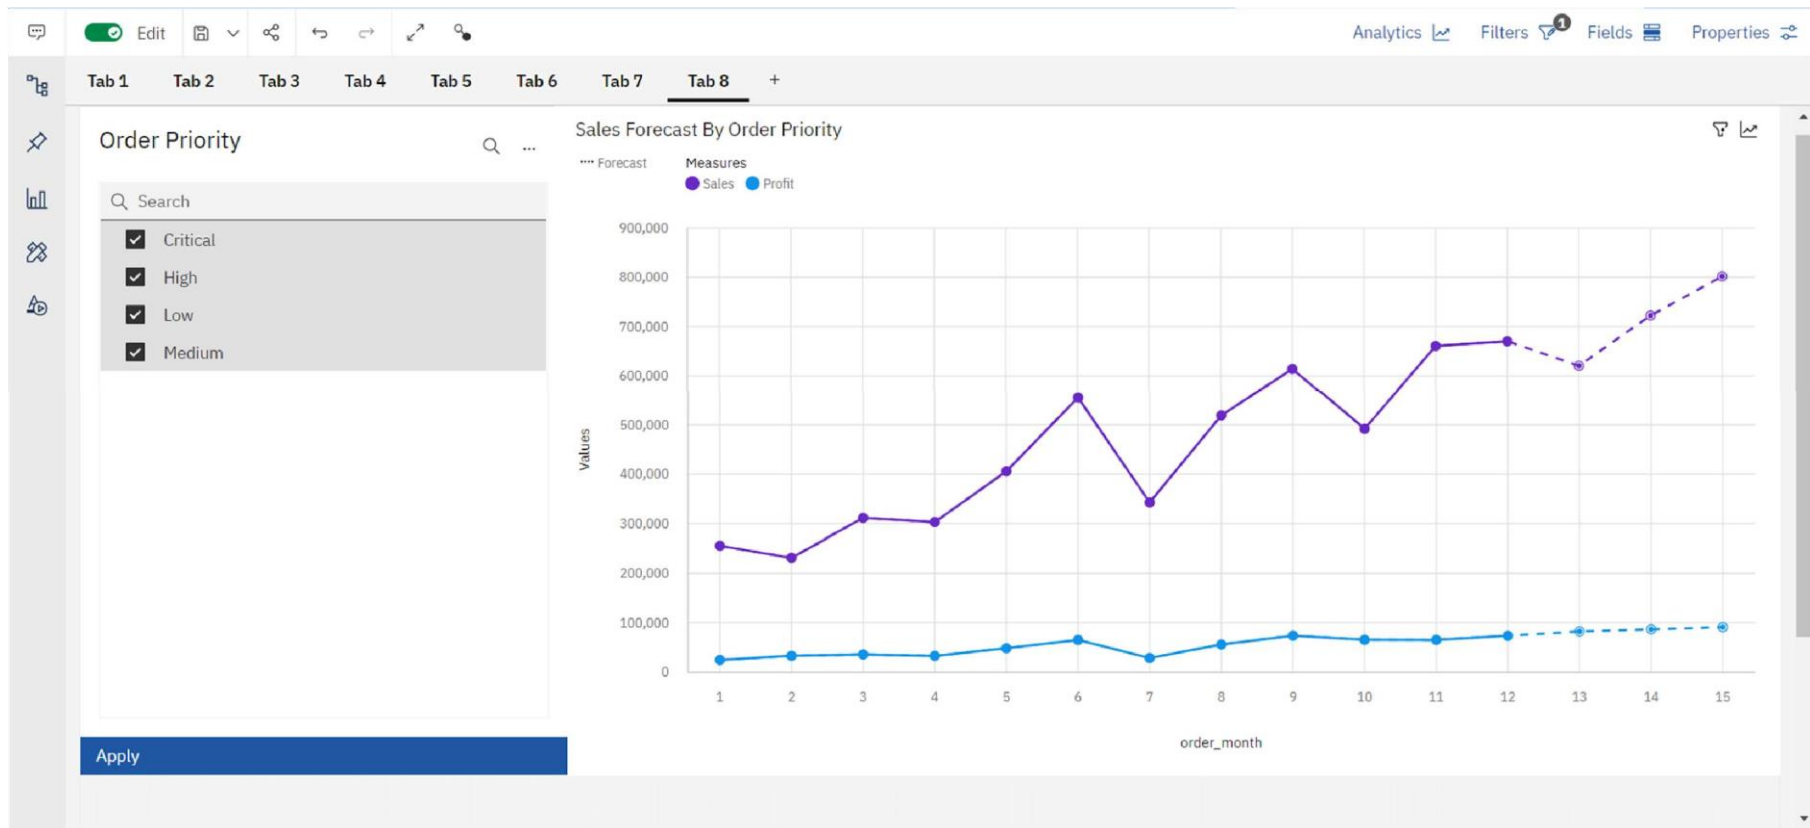 Edit
Analytics
Filters 1
Fields
Properties
Tab 1 Tab 2 Tab 3 Tab 4 Tab 5 Tab 6 Tab 7 Tab 8 +
Order Priority
...
Search
Critical
High
Low
Medium
Apply
Sales Forecast By Order Priority
Forecast
Measures
Sales Profit
900,000
800,000
700,000
600,000
500,000
400,000
300,000
200,000
100,000
0
Values
1 2 3 4 5 6 7 8 9 10 11 12 13 14 15
order_month